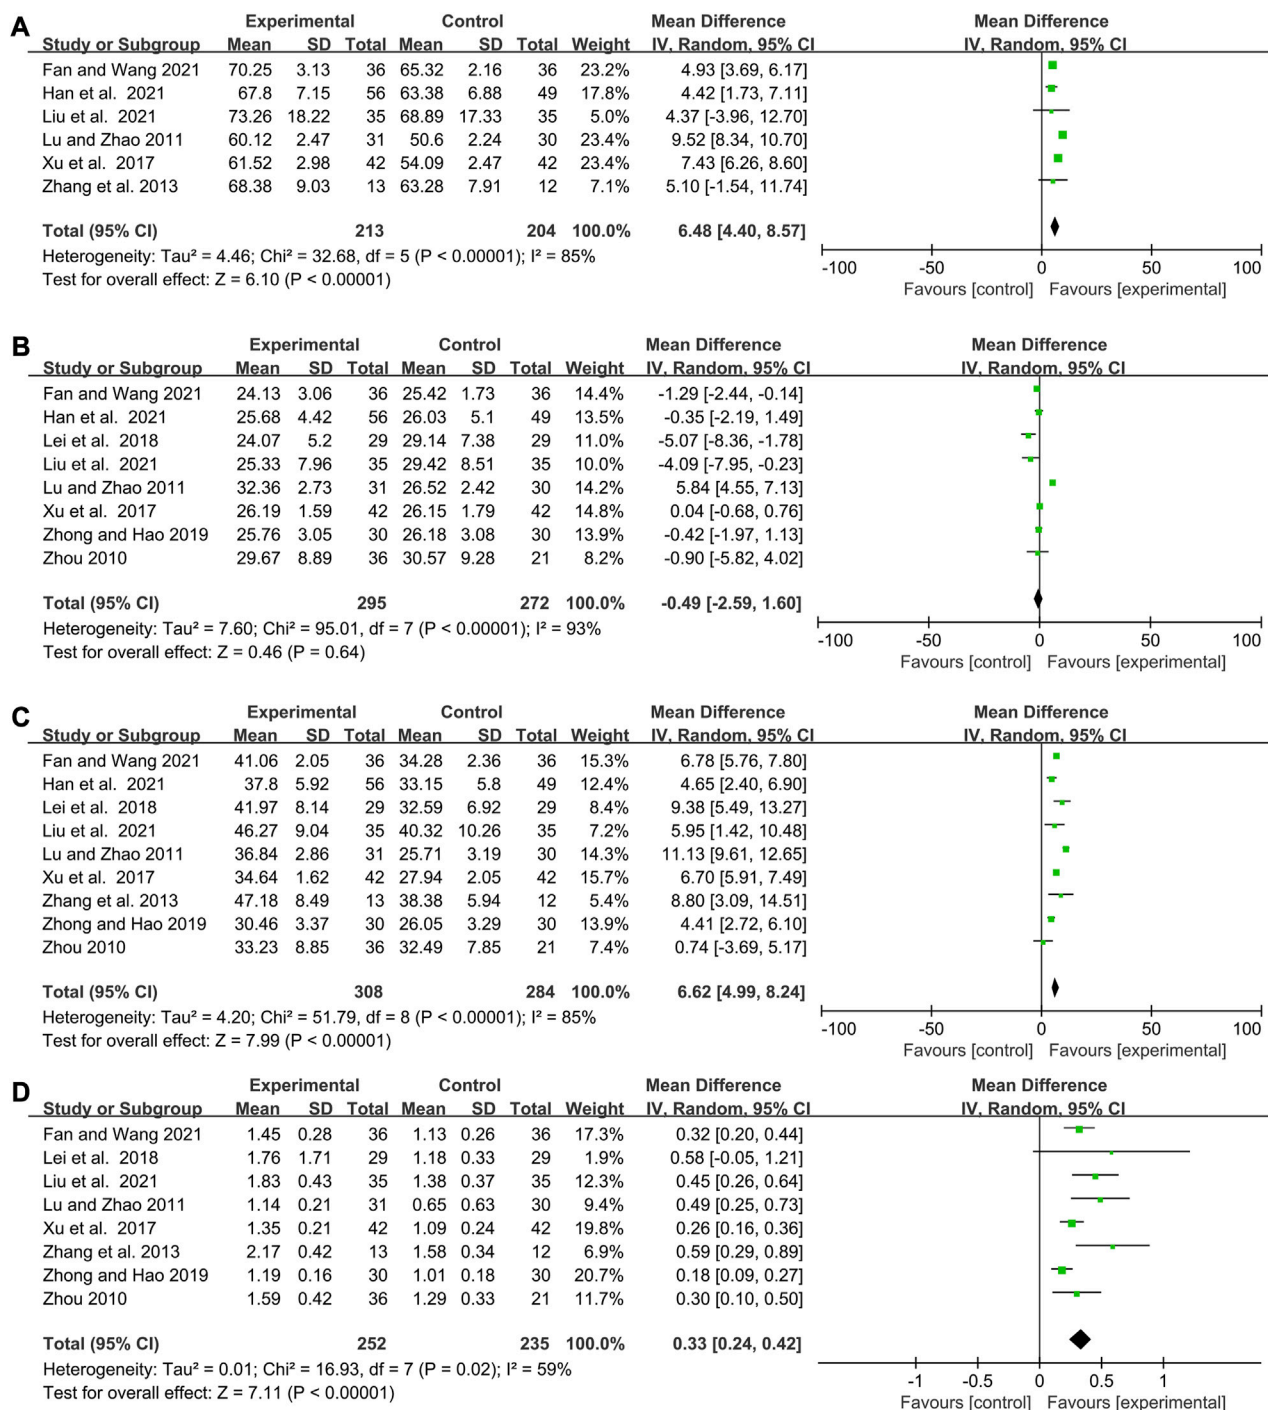 A
Experimental Control Mean Difference Mean Difference
Study or Subgroup Mean SD Total Mean SD Total Weight IV, Random, 95% CI IV, Random, 95% CI
Fan and Wang 2021 70.25 3.13 36 65.32 2.16 36 23.2% 4.93 [3.69, 6.17]
Han et al. 2021 67.8 7.15 56 63.38 6.88 49 17.8% 4.42 [1.73, 7.11]
Liu et al. 2021 73.26 18.22 35 68.89 17.33 35 5.0% 4.37 [-3.96, 12.70]
Lu and Zhao 2011 60.12 2.47 31 50.6 2.24 30 23.4% 9.52 [8.34, 10.70]
Xu et al. 2017 61.52 2.98 42 54.09 2.47 42 23.4% 7.43 [6.26, 8.60]
Zhang et al. 2013 68.38 9.03 13 63.28 7.91 12 7.1% 5.10 [-1.54, 11.74]
Total (95% CI) 213 204 100.0% 6.48 [4.40, 8.57]
Heterogeneity: Tau² = 4.46; Chi² = 32.68, df = 5 (P < 0.00001); I² = 85%
Test for overall effect: Z = 6.10 (P < 0.00001)
-100 -50 0 50 100
Favours [control] Favours [experimental]
B
Experimental Control Mean Difference Mean Difference
Study or Subgroup Mean SD Total Mean SD Total Weight IV, Random, 95% CI IV, Random, 95% CI
Fan and Wang 2021 24.13 3.06 36 25.42 1.73 36 14.4% -1.29 [-2.44, -0.14]
Han et al. 2021 25.68 4.42 56 26.03 5.1 49 13.5% -0.35 [-2.19, 1.49]
Lei et al. 2018 24.07 5.2 29 29.14 7.38 29 11.0% -5.07 [-8.36, -1.78]
Liu et al. 2021 25.33 7.96 35 29.42 8.51 35 10.0% -4.09 [-7.95, -0.23]
Lu and Zhao 2011 32.36 2.73 31 26.52 2.42 30 14.2% 5.84 [4.55, 7.13]
Xu et al. 2017 26.19 1.59 42 26.15 1.79 42 14.8% 0.04 [-0.68, 0.76]
Zhong and Hao 2019 25.76 3.05 30 26.18 3.08 30 13.9% -0.42 [-1.97, 1.13]
Zhou 2010 29.67 8.89 36 30.57 9.28 21 8.2% -0.90 [-5.82, 4.02]
Total (95% CI) 295 272 100.0% -0.49 [-2.59, 1.60]
Heterogeneity: Tau² = 7.60; Chi² = 95.01, df = 7 (P < 0.00001); I² = 93%
Test for overall effect: Z = 0.46 (P = 0.64)
-100 -50 0 50 100
Favours [control] Favours [experimental]
C
Experimental Control Mean Difference Mean Difference
Study or Subgroup Mean SD Total Mean SD Total Weight IV, Random, 95% CI IV, Random, 95% CI
Fan and Wang 2021 41.06 2.05 36 34.28 2.36 36 15.3% 6.78 [5.76, 7.80]
Han et al. 2021 37.8 5.92 56 33.15 5.8 49 12.4% 4.65 [2.40, 6.90]
Lei et al. 2018 41.97 8.14 29 32.59 6.92 29 8.4% 9.38 [5.49, 13.27]
Liu et al. 2021 46.27 9.04 35 40.32 10.26 35 7.2% 5.95 [1.42, 10.48]
Lu and Zhao 2011 36.84 2.86 31 25.71 3.19 30 14.3% 11.13 [9.61, 12.65]
Xu et al. 2017 34.64 1.62 42 27.94 2.05 42 15.7% 6.70 [5.91, 7.49]
Zhang et al. 2013 47.18 8.49 13 38.38 5.94 12 5.4% 8.80 [3.09, 14.51]
Zhong and Hao 2019 30.46 3.37 30 26.05 3.29 30 13.9% 4.41 [2.72, 6.10]
Zhou 2010 33.23 8.85 36 32.49 7.85 21 7.4% 0.74 [-3.69, 5.17]
Total (95% CI) 308 284 100.0% 6.62 [4.99, 8.24]
Heterogeneity: Tau² = 4.20; Chi² = 51.79, df = 8 (P < 0.00001); I² = 85%
Test for overall effect: Z = 7.99 (P < 0.00001)
-100 -50 0 50 100
Favours [control] Favours [experimental]
D
Experimental Control Mean Difference Mean Difference
Study or Subgroup Mean SD Total Mean SD Total Weight IV, Random, 95% CI IV, Random, 95% CI
Fan and Wang 2021 1.45 0.28 36 1.13 0.26 36 17.3% 0.32 [0.20, 0.44]
Lei et al. 2018 1.76 1.71 29 1.18 0.33 29 1.9% 0.58 [-0.05, 1.21]
Liu et al. 2021 1.83 0.43 35 1.38 0.37 35 12.3% 0.45 [0.26, 0.64]
Lu and Zhao 2011 1.14 0.21 31 0.65 0.63 30 9.4% 0.49 [0.25, 0.73]
Xu et al. 2017 1.35 0.21 42 1.09 0.24 42 19.8% 0.26 [0.16, 0.36]
Zhang et al. 2013 2.17 0.42 13 1.58 0.34 12 6.9% 0.59 [0.29, 0.89]
Zhong and Hao 2019 1.19 0.16 30 1.01 0.18 30 20.7% 0.18 [0.09, 0.27]
Zhou 2010 1.59 0.42 36 1.29 0.33 21 11.7% 0.30 [0.10, 0.50]
Total (95% CI) 252 235 100.0% 0.33 [0.24, 0.42]
Heterogeneity: Tau² = 0.01; Chi² = 16.93, df = 7 (P = 0.02); I² = 59%
Test for overall effect: Z = 7.11 (P < 0.00001)
-1 -0.5 0 0.5 1
Favours [control] Favours [experimental]